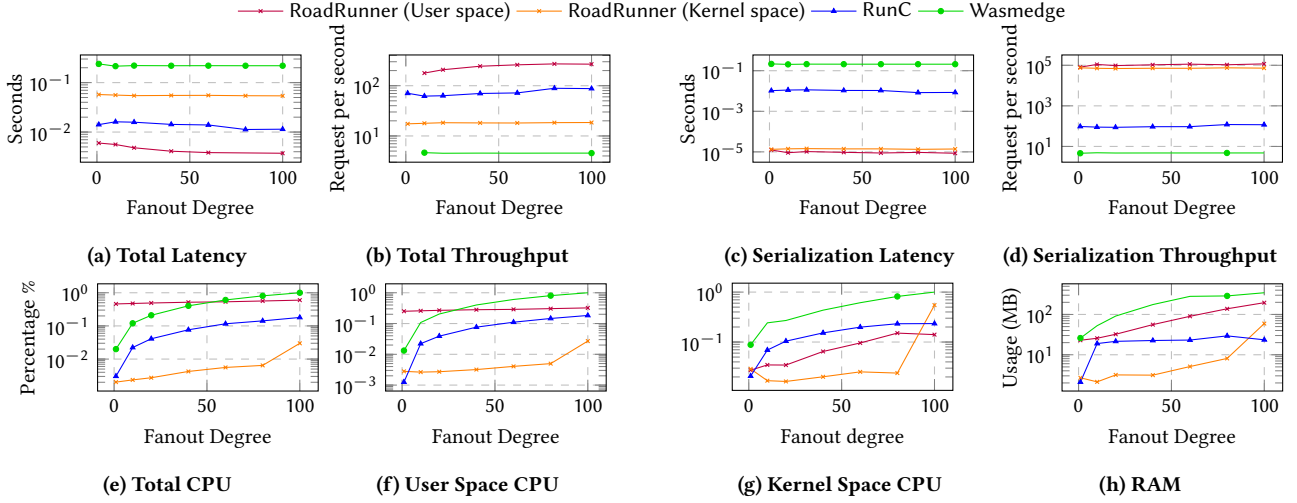 RoadRunner (User space) RoadRunner (Kernel space) RunC Wasmedge
Seconds
10^−1
10^−2
0 50 100
Fanout Degree
(a) Total Latency
Request per second
10^2
10^1
0 50 100
Fanout Degree
(b) Total Throughput
Seconds
10^−1
10^−3
10^−5
0 50 100
Fanout Degree
(c) Serialization Latency
Request per second
10^5
10^3
10^1
0 50 100
Fanout Degree
(d) Serialization Throughput
Percentage %
10^0
10^−1
10^−2
0 50 100
Fanout Degree
(e) Total CPU
10^0
10^−1
10^−2
10^−3
0 50 100
Fanout Degree
(f) User Space CPU
10^0
10^−1
0 50 100
Fanout degree
(g) Kernel Space CPU
Usage (MB)
10^2
10^1
0 50 100
Fanout Degree
(h) RAM